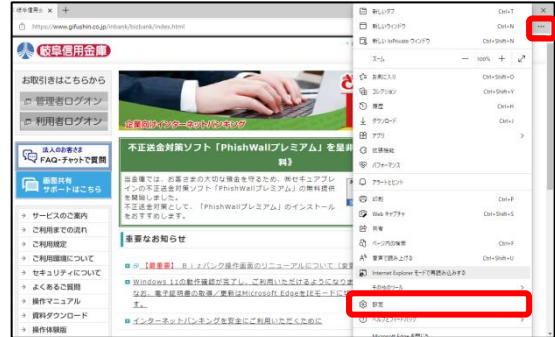 岐阜信用金 × +
https://www.gifushin.co.jp/inbank/bizbank/index.html
岐阜信用金庫
お取引きはこちらから
管理者ログオン
利用者ログオン
法人のお客さま
FAQ・チャットで質問
画面共有
サポートはこちら
サービスのご案内
ご利用までの流れ
ご利用規定
ご利用環境について
セキュリティについて
よくあるご質問
操作マニュアル
資料ダウンロード
操作体験版
企業向けインターネットバンキング
不正送金対策ソフト「PhishWallプレミアム」を是非
料》
当金庫では、お客さまの大切な預金を守るため、㈱セキュアブレ
インの不正送金対策ソフト「PhishWallプレミアム」の無料提供
を開始しました。
不正送金対策として、「PhishWallプレミアム」のインストール
をおすすめします。
重要なお知らせ
【最重要】 Bizバンク操作画面のリニューアルについて（変更
Windows 11の動作確認が完了し、ご利用いただけるようになりま
なお、電子証明書の取得／更新はMicrosoft EdgeをIEモードに
す。
インターネットバンキングを安全にご利用いただくために
新しいタブ Ctrl+T
新しいウィンドウ Ctrl+N
新しい InPrivate ウィンドウ Ctrl+Shift+N
ズーム — 100% +
お気に入り Ctrl+Shift+O
コレクション Ctrl+Shift+Y
履歴 Ctrl+H
ダウンロード Ctrl+J
アプリ
拡張機能
パフォーマンス
アラートとヒント
印刷 Ctrl+P
Web キャプチャ Ctrl+Shift+S
共有
ページ内の検索 Ctrl+F
音声で読み上げる Ctrl+Shift+U
Internet Explorer モードで再読み込みする
その他のツール
設定
ヘルプとフィードバック
Microsoft Edge を閉じる